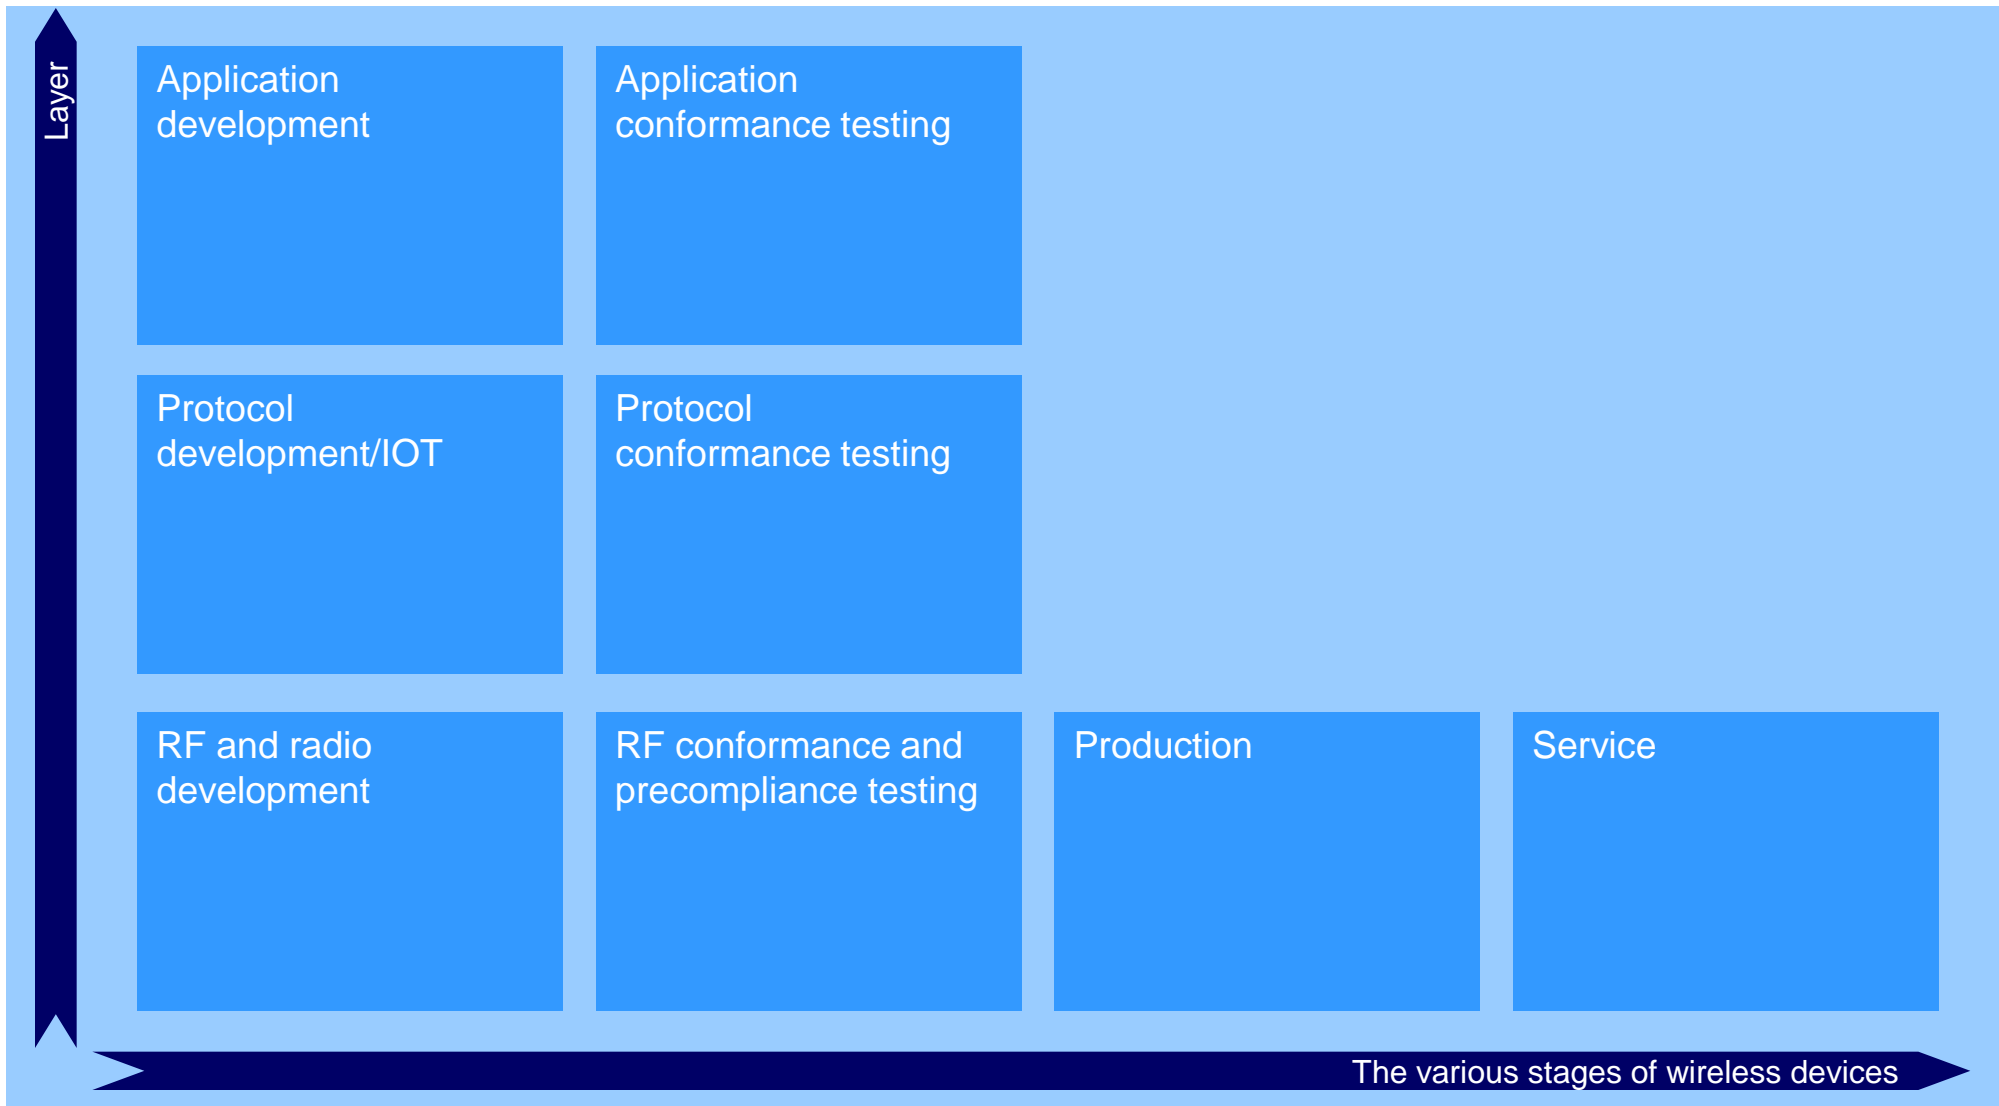 Layer
Application
development
Application
conformance testing
Protocol
development/IOT
Protocol
conformance testing
RF and radio
development
RF conformance and
precompliance testing
Production
Service
The various stages of wireless devices